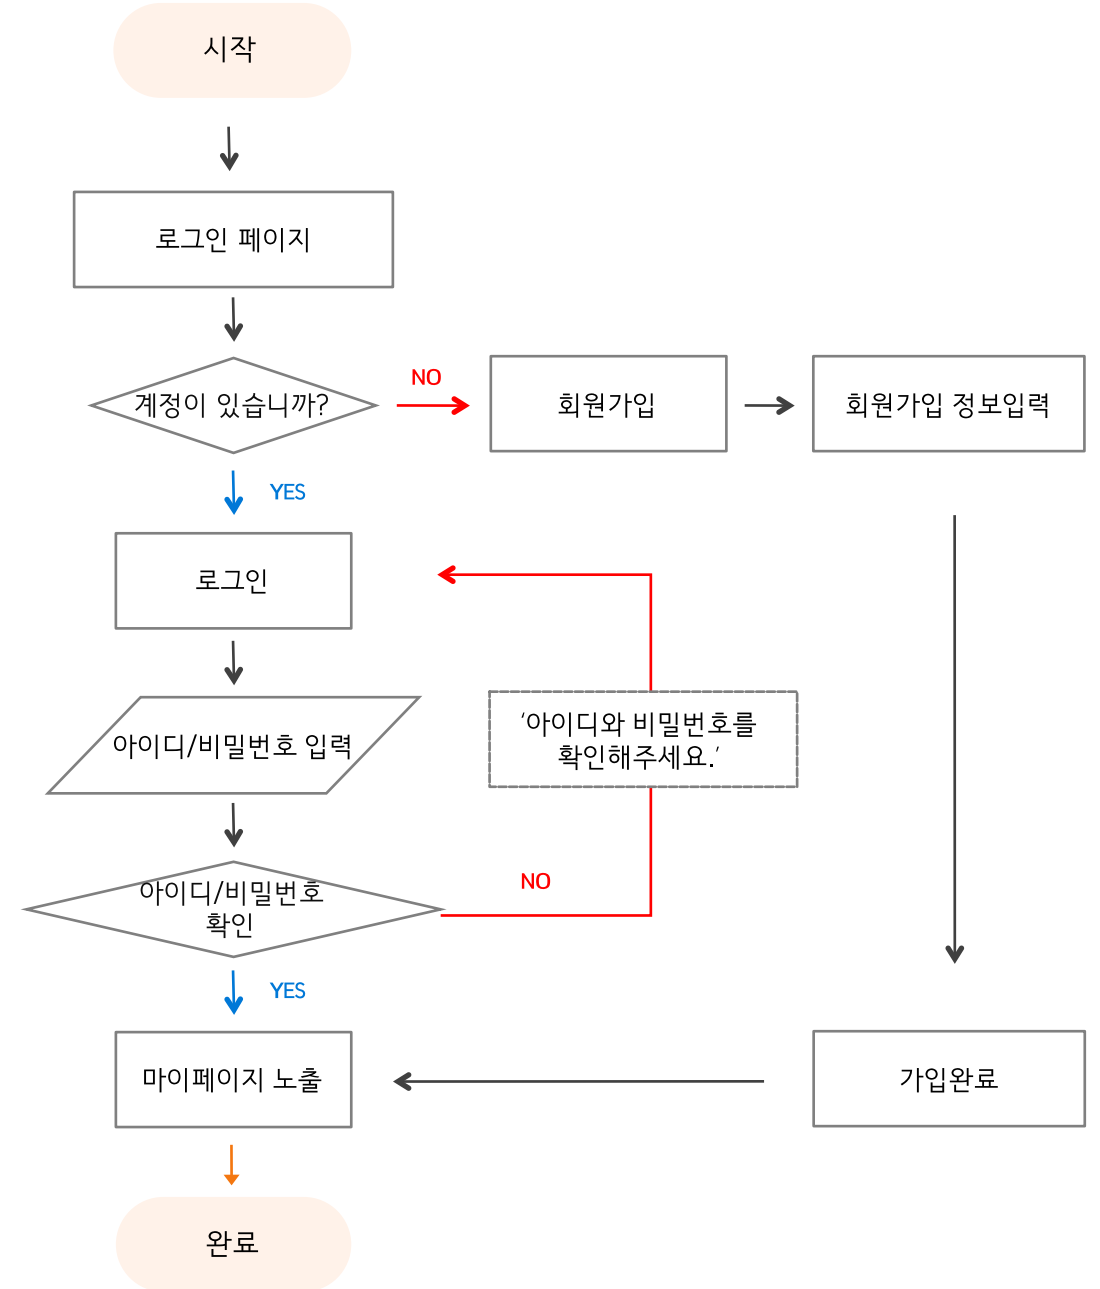 시작
로그인 페이지
계정이 있습니까?
NO
회원가입
회원가입 정보입력
YES
로그인
아이디/비밀번호 입력
‘아이디와 비밀번호를
확인해주세요.’
아이디/비밀번호
확인
NO
YES
마이페이지 노출
가입완료
완료